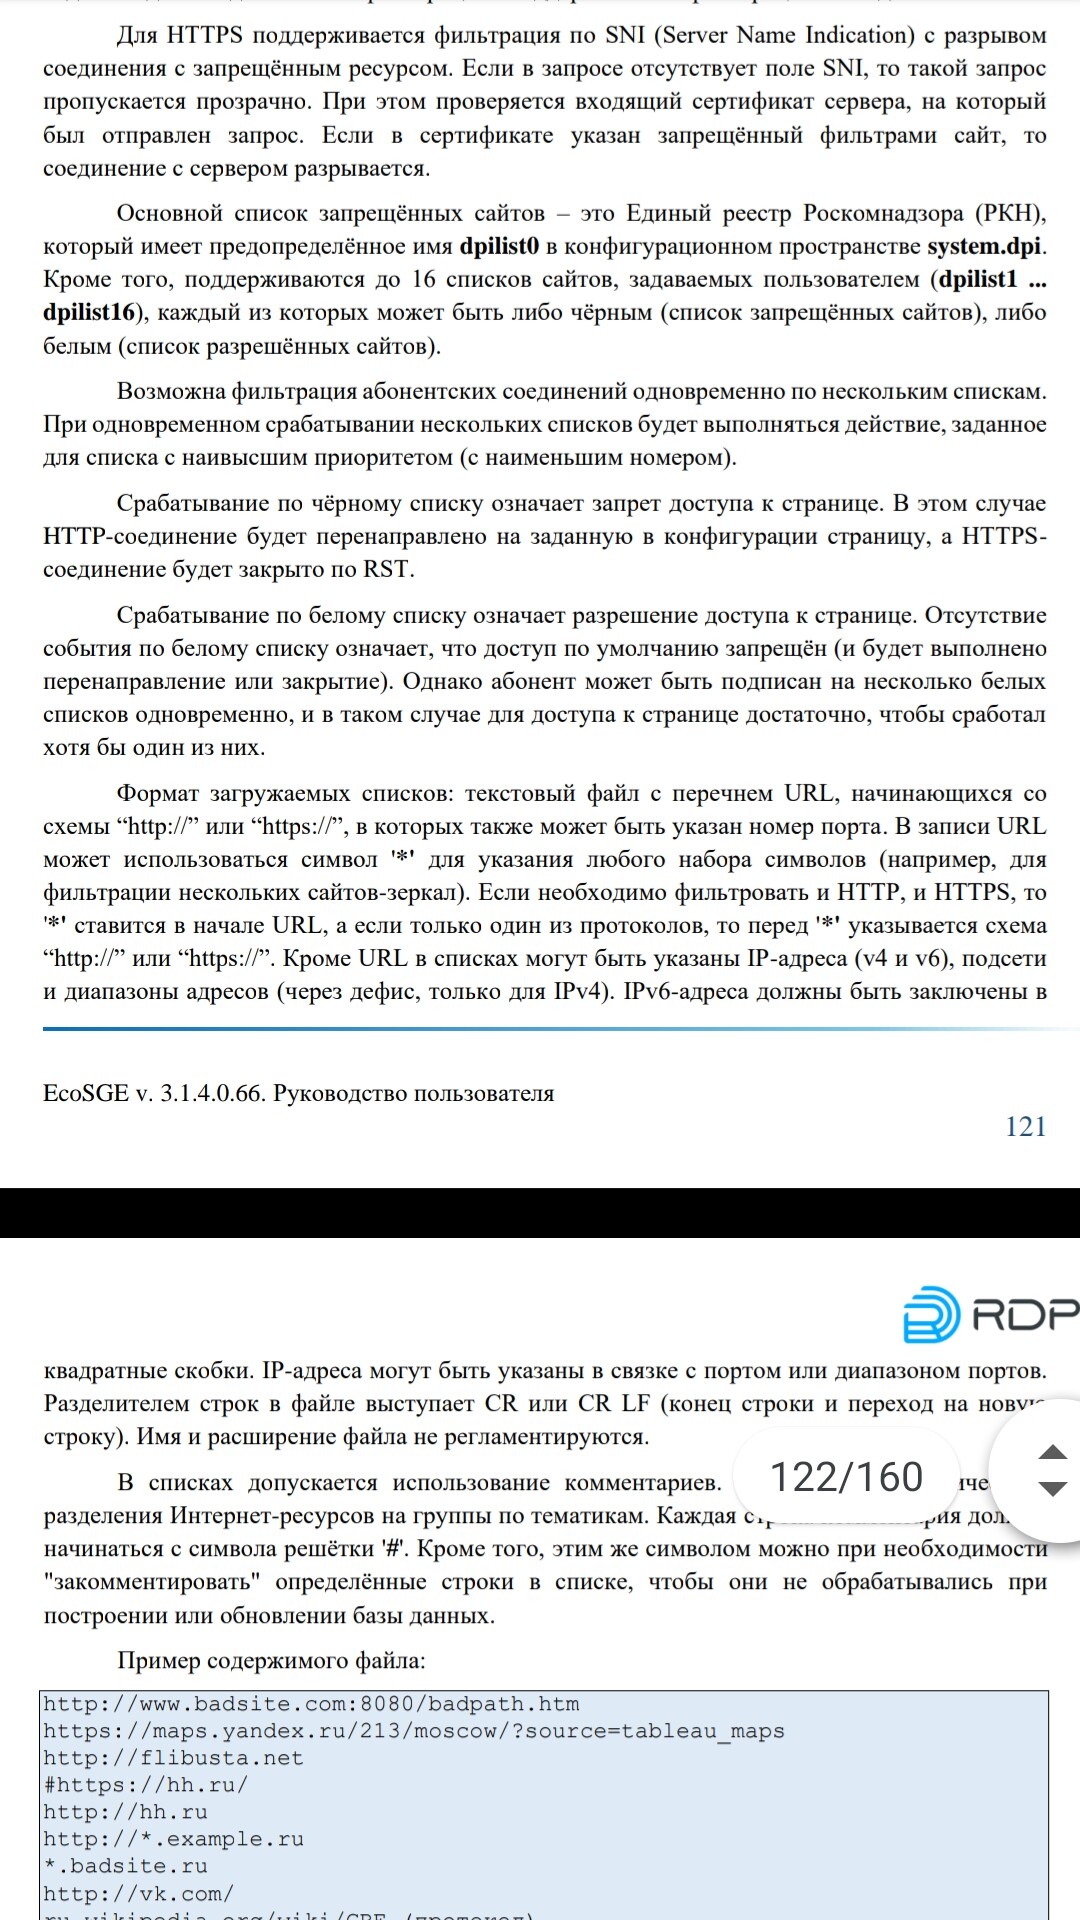 Для HTTPS поддерживается фильтрация по SNI (Server Name Indication) с разрывом
соединения с запрещённым ресурсом. Если в запросе отсутствует поле SNI, то такой запрос
пропускается прозрачно. При этом проверяется входящий сертификат сервера, на который
был отправлен запрос. Если в сертификате указан запрещённый фильтрами сайт, то
соединение с сервером разрывается.
Основной список запрещённых сайтов – это Единый реестр Роскомнадзора (РКН),
который имеет предопределённое имя dpilist0 в конфигурационном пространстве system.dpi.
Кроме того, поддерживаются до 16 списков сайтов, задаваемых пользователем (dpilist1 ...
dpilist16), каждый из которых может быть либо чёрным (список запрещённых сайтов), либо
белым (список разрешённых сайтов).
Возможна фильтрация абонентских соединений одновременно по нескольким спискам.
При одновременном срабатывании нескольких списков будет выполняться действие, заданное
для списка с наивысшим приоритетом (с наименьшим номером).
Срабатывание по чёрному списку означает запрет доступа к странице. В этом случае
HTTP-соединение будет перенаправлено на заданную в конфигурации страницу, а HTTPS-
соединение будет закрыто по RST.
Срабатывание по белому списку означает разрешение доступа к странице. Отсутствие
события по белому списку означает, что доступ по умолчанию запрещён (и будет выполнено
перенаправление или закрытие). Однако абонент может быть подписан на несколько белых
списков одновременно, и в таком случае для доступа к странице достаточно, чтобы сработал
хотя бы один из них.
Формат загружаемых списков: текстовый файл с перечнем URL, начинающихся со
схемы “http://” или “https://”, в которых также может быть указан номер порта. В записи URL
может использоваться символ '*' для указания любого набора символов (например, для
фильтрации нескольких сайтов-зеркал). Если необходимо фильтровать и HTTP, и HTTPS, то
'*' ставится в начале URL, а если только один из протоколов, то перед '*' указывается схема
“http://” или “https://”. Кроме URL в списках могут быть указаны IP-адреса (v4 и v6), подсети
и диапазоны адресов (через дефис, только для IPv4). IPv6-адреса должны быть заключены в
EcoSGE v. 3.1.4.0.66. Руководство пользователя
121
RDP
квадратные скобки. IP-адреса могут быть указаны в связке с портом или диапазоном портов.
Разделителем строк в файле выступает CR или CR LF (конец строки и переход на новую
строку). Имя и расширение файла не регламентируются.
122/160
В списках допускается использование комментариев.
разделения Интернет-ресурсов на группы по тематикам. Каждая
начинаться с символа решётки '#'. Кроме того, этим же символом можно при необходимости
"закомментировать" определённые строки в списке, чтобы они не обрабатывались при
построении или обновлении базы данных.
Пример содержимого файла:
http://www.badsite.com:8080/badpath.htm
https://maps.yandex.ru/213/moscow/?source=tableau_maps
http://flibusta.net
#https://hh.ru/
http://hh.ru
http://*.example.ru
*.badsite.ru
http://vk.com/